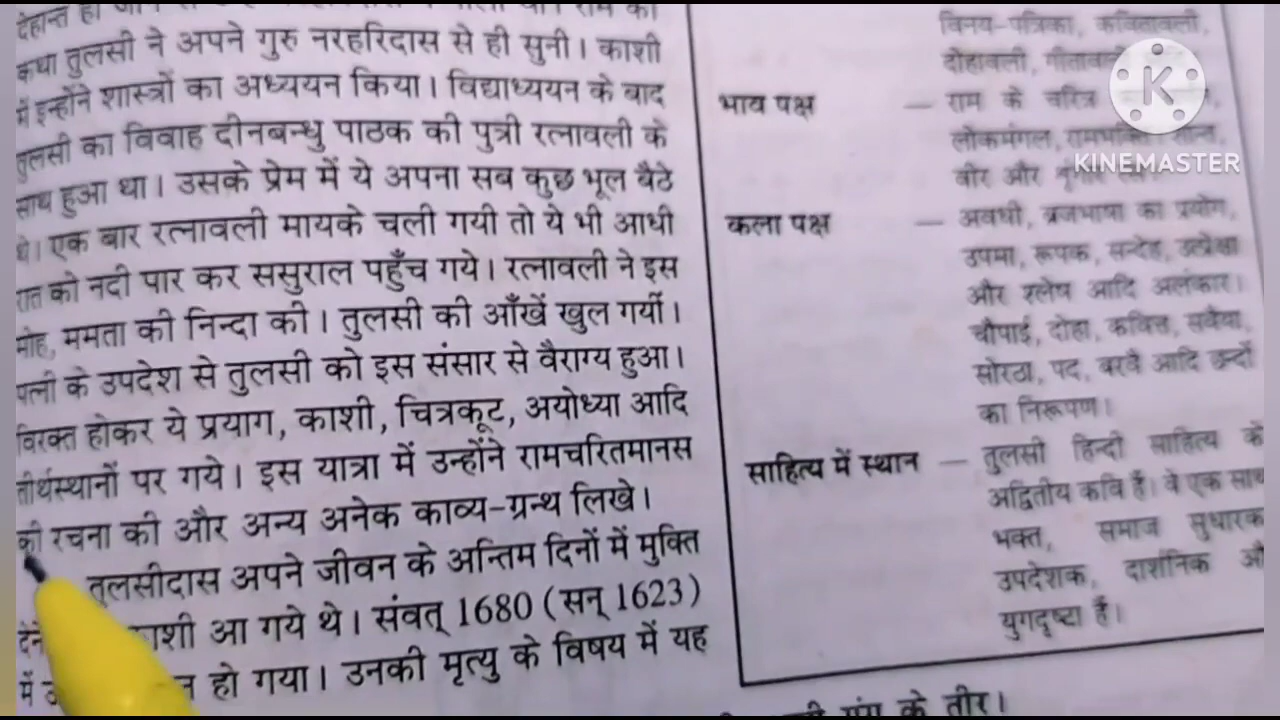 कथा तुलसी ने अपने गुरु नरहरिदास से ही सुनी। काशी
में इन्होंने शास्त्रों का अध्ययन किया। विद्याध्ययन के बाद
तुलसी का विवाह दीनबन्धु पाठक की पुत्री रत्नावली के
साथ हुआ था। उसके प्रेम में ये अपना सब कुछ भूल बैठे
थे। एक बार रत्नावली मायके चली गयी तो ये भी आधी
रात को नदी पार कर ससुराल पहुँच गये। रत्नावली ने इस
मोह, ममता की निन्दा की। तुलसी की आँखें खुल गयीं।
पत्नी के उपदेश से तुलसी को इस संसार से वैराग्य हुआ।
विरक्त होकर ये प्रयाग, काशी, चित्रकूट, अयोध्या आदि
तीर्थस्थानों पर गये। इस यात्रा में उन्होंने रामचरितमानस
की रचना की और अन्य अनेक काव्य-ग्रन्थ लिखे।
तुलसीदास अपने जीवन के अन्तिम दिनों में मुक्ति
आ गये थे। संवत् 1680 (सन् 1623)
में हो गया। उनकी मृत्यु के विषय में यह
विनय-पत्रिका, कवितावली,
दोहावली,
भाव पक्ष — राम के चरित्र
लोकमंगल,
वीर और
कला पक्ष — अवधी, ब्रजभाषा का प्रयोग,
उपमा, रूपक, सन्देह, उत्प्रेक्षा
और श्लेष आदि अलंकार।
चौपाई, दोहा, कवित्त, सवैया,
सोरठा, पद, बरवै आदि छन्दों
का निरूपण।
साहित्य में स्थान — तुलसी हिन्दी साहित्य के
अद्वितीय कवि हैं। वे एक साथ
भक्त, समाज सुधारक
उपदेशक, दार्शनिक
युगदृष्टा हैं।
के तीर।
KINEMASTER